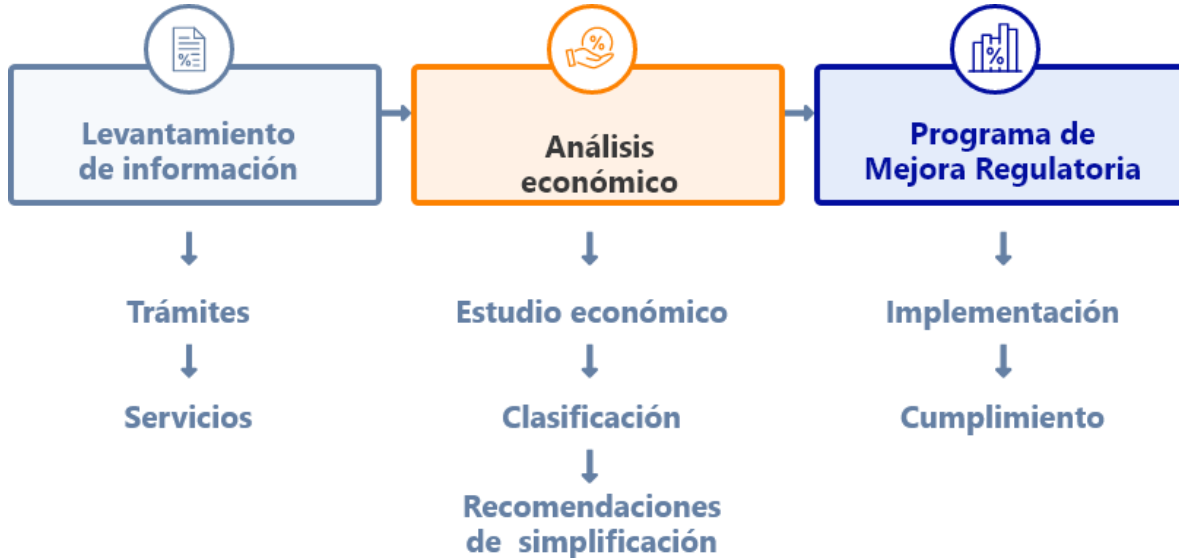 %
Levantamiento
de información
Trámites
Servicios
%
Análisis
económico
Estudio económico
Clasificación
Recomendaciones
de simplificación
%
Programa de
Mejora Regulatoria
Implementación
Cumplimiento